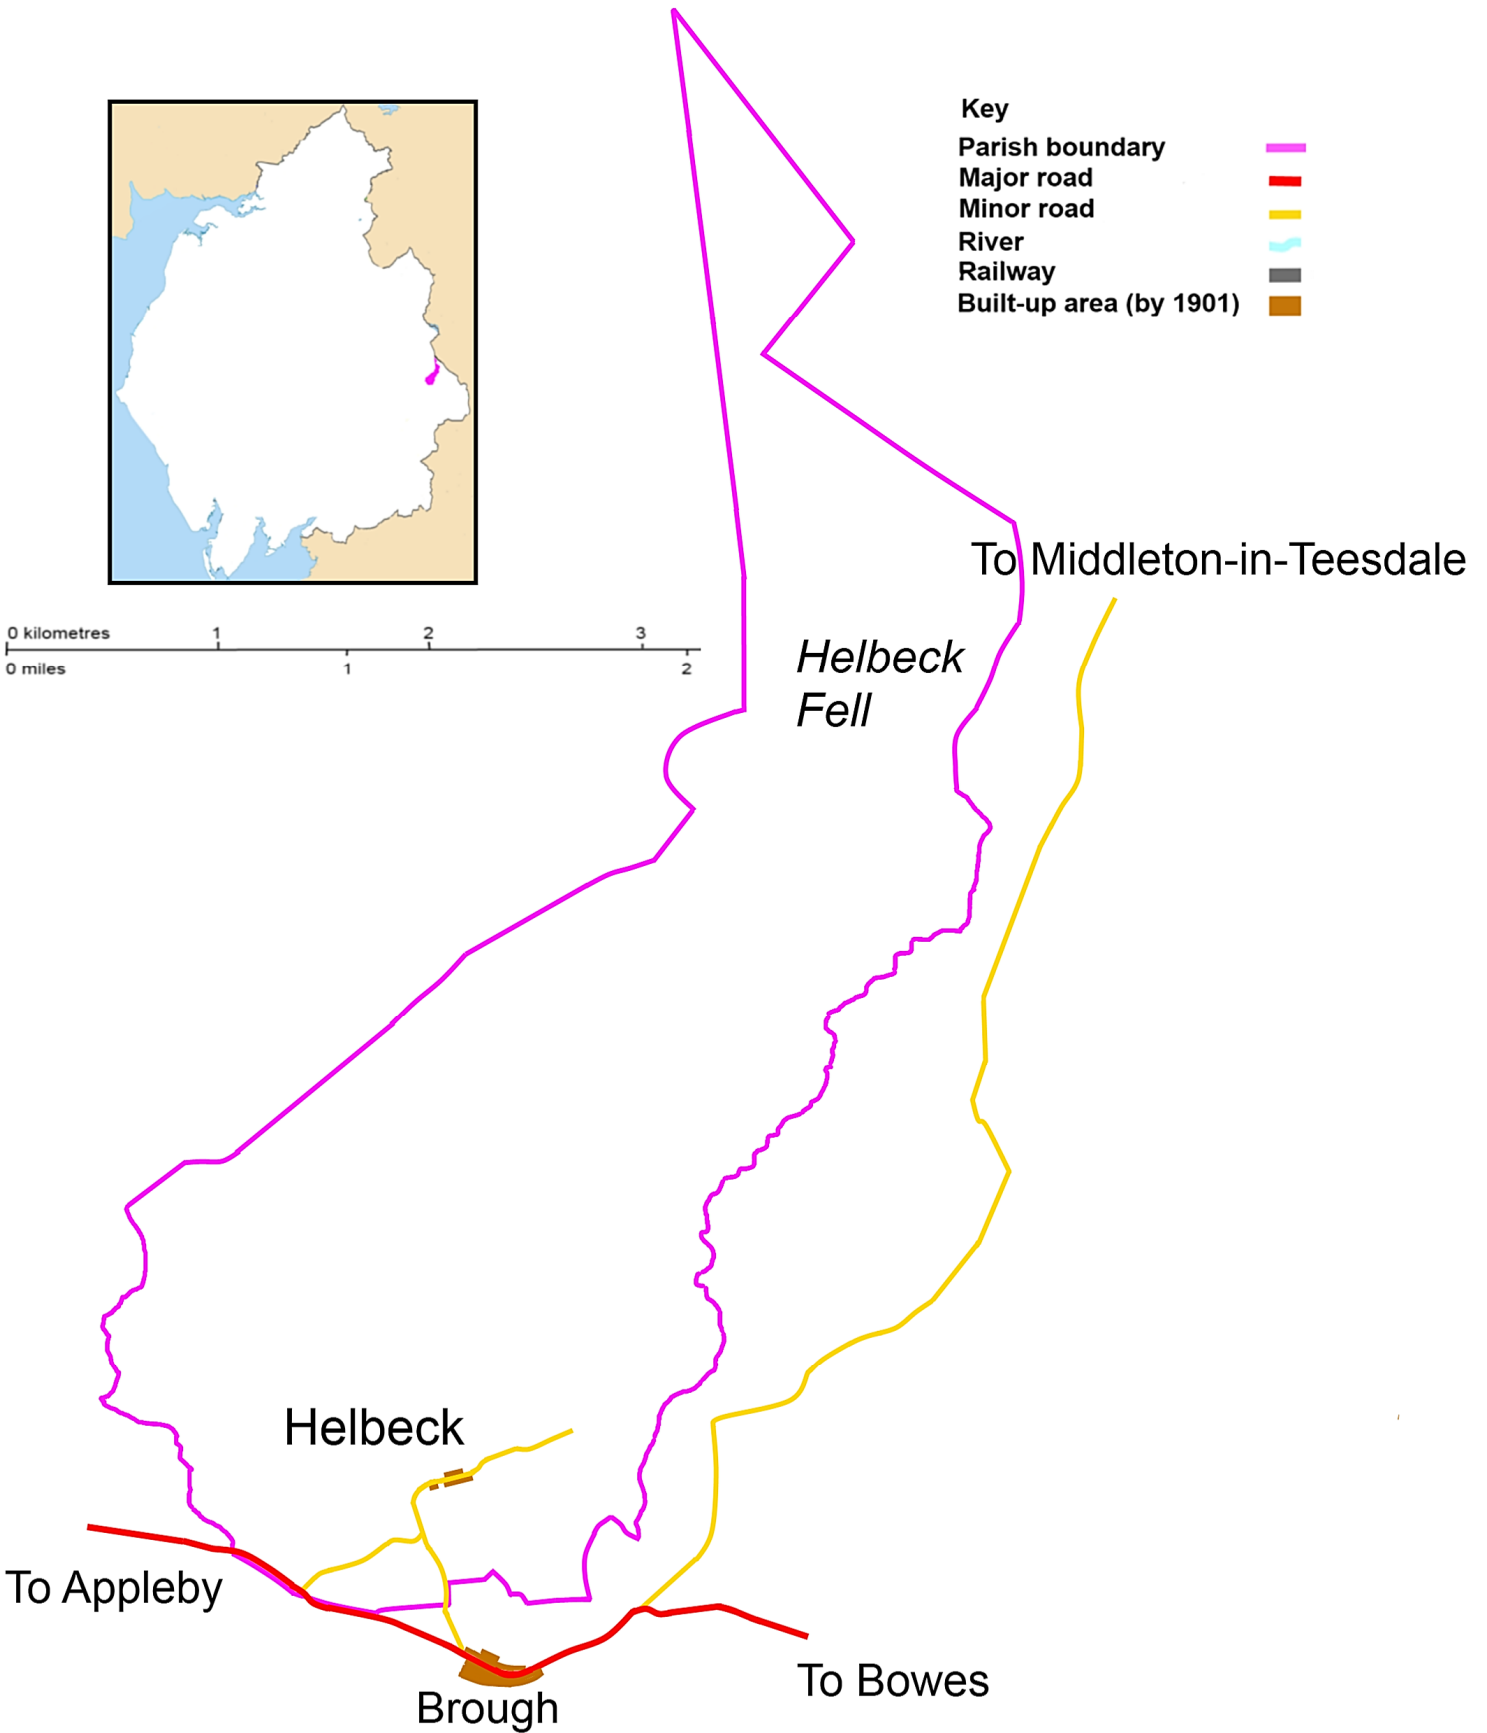 Key
Parish boundary
Major road
Minor road
River
Railway
Built-up area (by 1901)
To Middleton-in-Teesdale
0 kilometres 1 2 3
0 miles 1 2
Helbeck
Fell
Helbeck
To Appleby
To Bowes
Brough